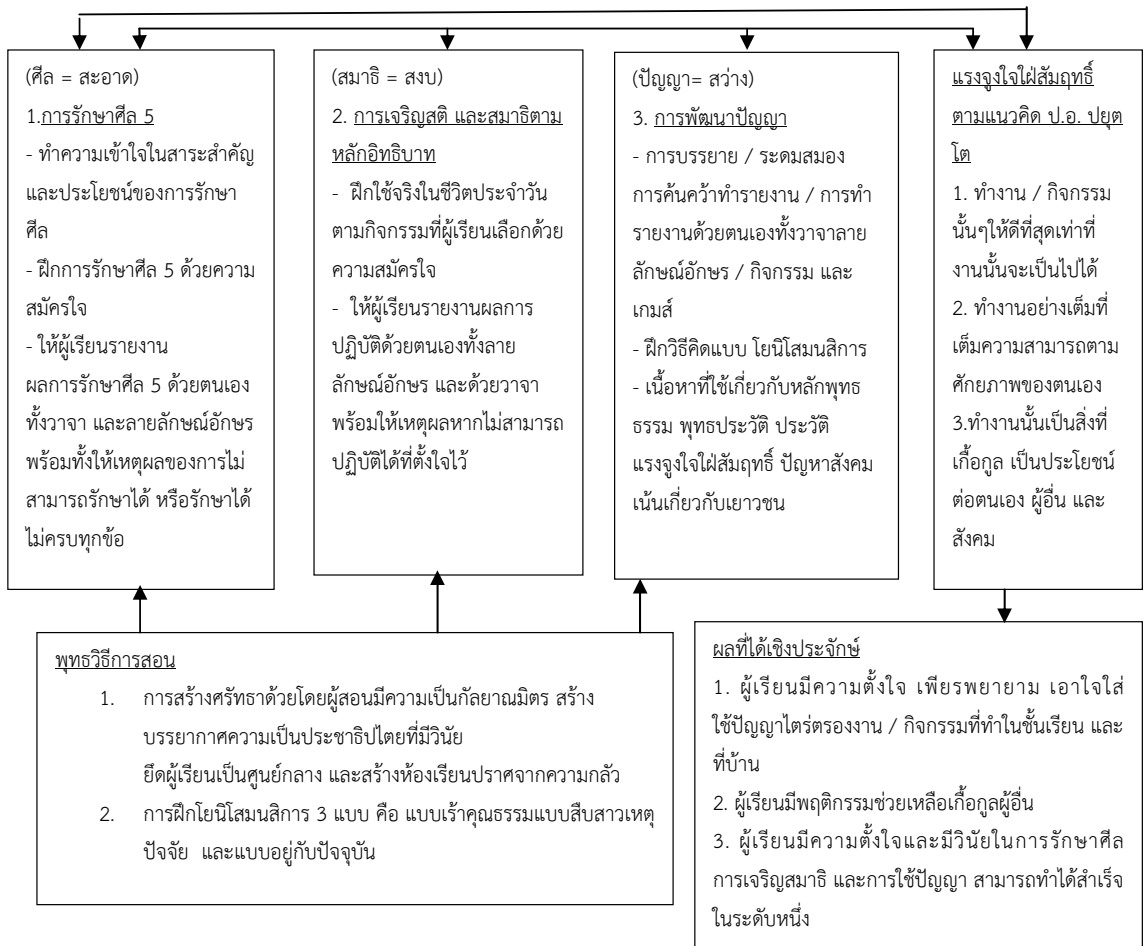 (ศีล = สะอาด)
1.การรักษาศีล 5
- ทำความเข้าใจในสาระสำคัญ
และประโยชน์ของการรักษา
ศีล
- ฝึกการรักษาศีล 5 ด้วยความ
สมัครใจ
- ให้ผู้เรียนรายงาน
ผลการรักษาศีล 5 ด้วยตนเอง
ทั้งวาจา และลายลักษณ์อักษร
พร้อมทั้งให้เหตุผลของการไม่
สามารถรักษาได้ หรือรักษาได้
ไม่ครบทุกข้อ
(สมาธิ = สงบ)
2. การเจริญสติ และสมาธิตาม
หลักอิทธิบาท
- ฝึกใช้จริงในชีวิตประจำวัน
ตามกิจกรรมที่ผู้เรียนเลือกด้วย
ความสมัครใจ
- ให้ผู้เรียนรายงานผลการ
ปฏิบัติด้วยตนเองทั้งลาย
ลักษณ์อักษร และด้วยวาจา
พร้อมให้เหตุผลหากไม่สามารถ
ปฏิบัติได้ที่ตั้งใจไว้
(ปัญญา= สว่าง)
3. การพัฒนาปัญญา
- การบรรยาย / ระดมสมอง
การค้นคว้าทำรายงาน / การทำ
รายงานด้วยตนเองทั้งวาจาลาย
ลักษณ์อักษร / กิจกรรม และ
เกมส์
- ฝึกวิธีคิดแบบ โยนิโสมนสิการ
- เนื้อหาที่ใช้เกี่ยวกับหลักพุทธ
ธรรม พุทธประวัติ ประวัติ
แรงจูงใจใฝ่สัมฤทธิ์ ปัญหาสังคม
เน้นเกี่ยวกับเยาวชน
แรงจูงใจใฝ่สัมฤทธิ์
ตามแนวคิด ป.อ. ปยุต
โต
1. ทำงาน / กิจกรรม
นั้นๆให้ดีที่สุดเท่าที่
งานนั้นจะเป็นไปได้
2. ทำงานอย่างเต็มที่
เต็มความสามารถตาม
ศักยภาพของตนเอง
3.ทำงานนั้นเป็นสิ่งที่
เกื้อกูล เป็นประโยชน์
ต่อตนเอง ผู้อื่น และ
สังคม
พุทธวิธีการสอน
1. การสร้างศรัทธาด้วยโดยผู้สอนมีความเป็นกัลยาณมิตร สร้าง
บรรยากาศความเป็นประชาธิปไตยที่มีวินัย
ยึดผู้เรียนเป็นศูนย์กลาง และสร้างห้องเรียนปราศจากความกลัว
2. การฝึกโยนิโสมนสิการ 3 แบบ คือ แบบเร้าคุณธรรมแบบสืบสาวเหตุ
ปัจจัย และแบบอยู่กับปัจจุบัน
ผลที่ได้เชิงประจักษ์
1. ผู้เรียนมีความตั้งใจ เพียรพยายาม เอาใจใส่
ใช้ปัญญาไตร่ตรองงาน / กิจกรรมที่ทำในชั้นเรียน และ
ที่บ้าน
2. ผู้เรียนมีพฤติกรรมช่วยเหลือเกื้อกูลผู้อื่น
3. ผู้เรียนมีความตั้งใจและมีวินัยในการรักษาศีล
การเจริญสมาธิ และการใช้ปัญญา สามารถทำได้สำเร็จ
ในระดับหนึ่ง